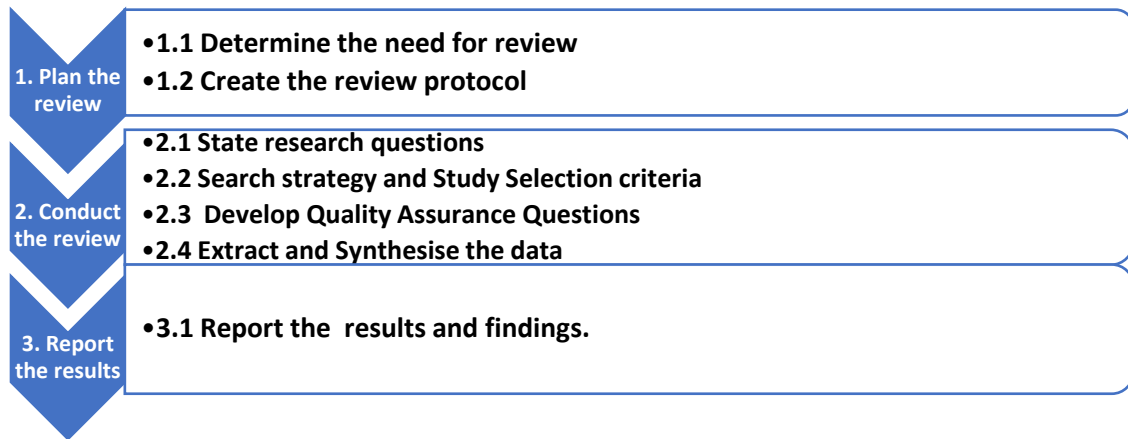 1. Plan the
review
•1.1 Determine the need for review
•1.2 Create the review protocol
2. Conduct
the review
•2.1 State research questions
•2.2 Search strategy and Study Selection criteria
•2.3  Develop Quality Assurance Questions
•2.4 Extract and Synthesise the data
3. Report
the results
•3.1 Report the  results and findings.